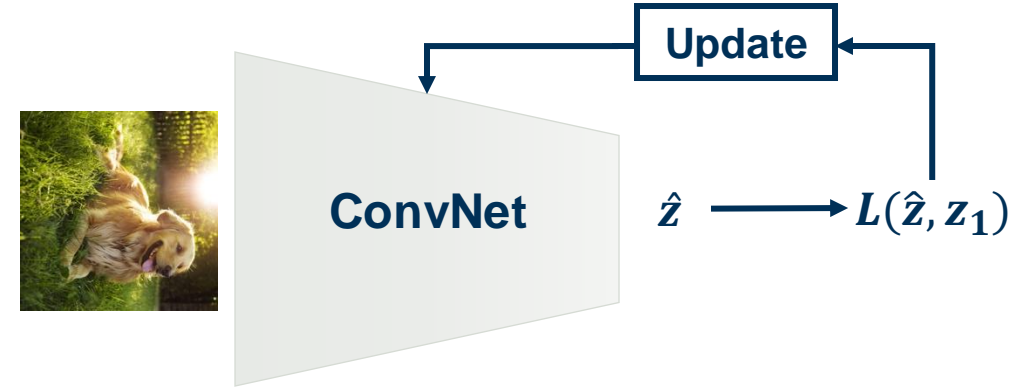 Update
ConvNet
ẑ
L(ẑ, z₁)